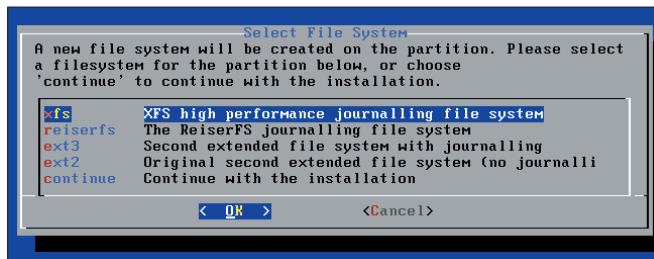 Select File System
A new file system will be created on the partition. Please select
a filesystem for the partition below, or choose
'continue' to continue with the installation.
xfs XFS high performance journalling file system
reiserfs The ReiserFS journalling file system
ext3 Second extended file system with journalling
ext2 Original second extended file system (no journalli
continue Continue with the installation
< OK > <Cancel>